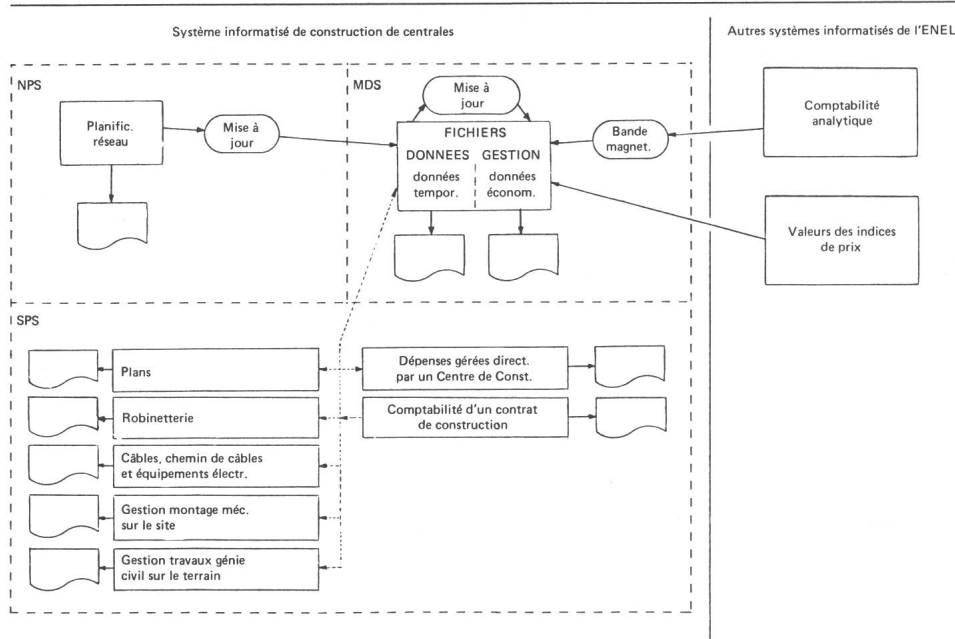 Système informatisé de construction de centrales
Autres systèmes informatisés de l'ENEL
NPS
Planific.
réseau
Mise à
jour
MDS
Mise à
jour
FICHIERS
DONNEES GESTION
données
tempor.
données
économ.
Bande
magnet.
Comptabilité
analytique
Valeurs des indices
de prix
SPS
Plans
Dépenses gérées direct.
par un Centre de Const.
Robinetterie
Comptabilité d'un contrat
de construction
Câbles, chemin de câbles
et équipements électr.
Gestion montage méc.
sur le site
Gestion travaux génie
civil sur le terrain